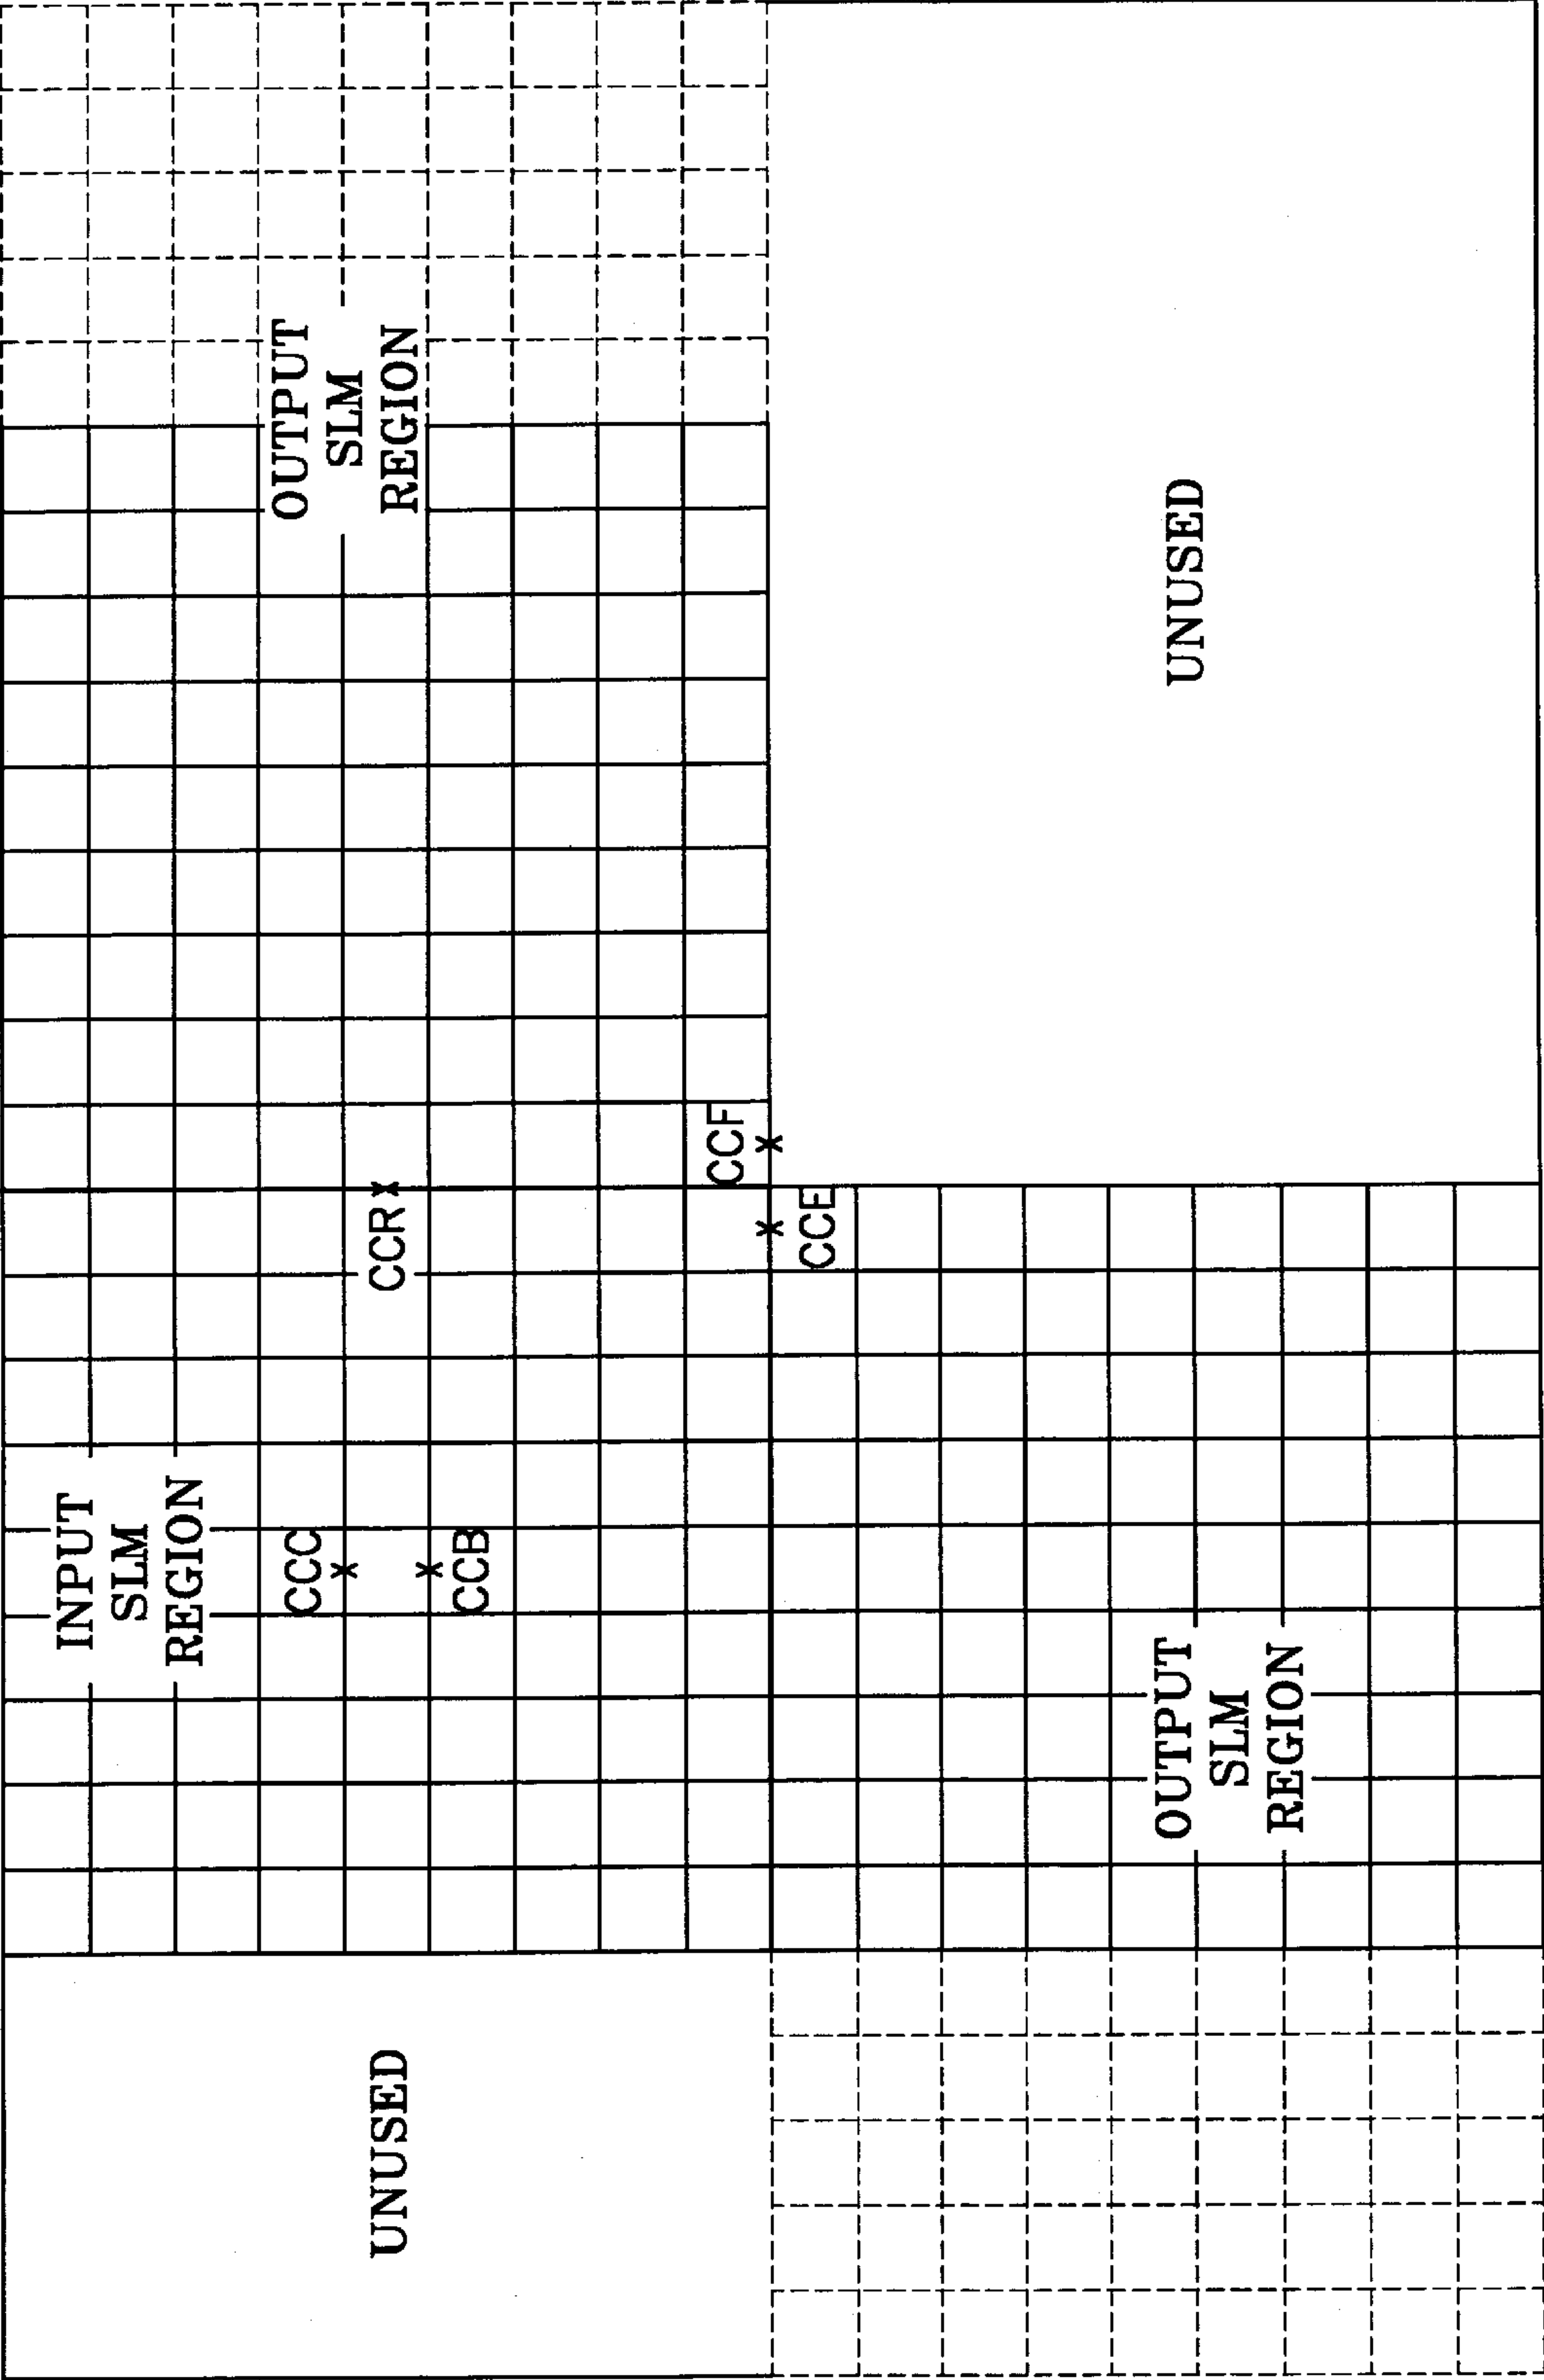 OUTPUT
SLM
REGION
UNUSED
CCF
CCR
CCE
INPUT
SLM
REGION
CCC
CCB
OUTPUT
SLM
REGION
UNUSED